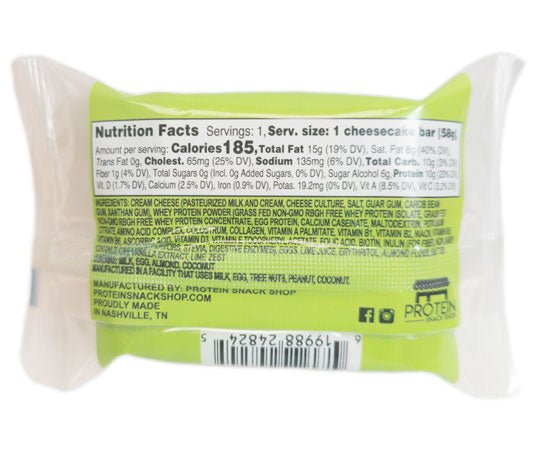 Nutrition Facts Servings: 1, Serv. size: 1 cheesecake bar (58g),
Amount per serving: Calories 185, Total Fat 15g (19% DV), Sat. Fat 8g (40% DV),
Trans Fat 0g, Cholest. 65mg (25% DV), Sodium 135mg (6% DV), Total Carb. 10g (3% DV),
Fiber 1g (4% DV), Total Sugars 0g (Incl. 0g Added Sugars, 0% DV), Sugar Alcohol 6g, Protein 10g (20% DV),
Vit. D (1.7% DV), Calcium (2.5% DV), Iron (0.9% DV), Potas. 19.2mg (0% DV), Vit A (8.5% DV), Vit C (3.2% DV)
INGREDIENTS: CREAM CHEESE (PASTEURIZED MILK AND CREAM, CHEESE CULTURE, SALT GUAR GUM, CAROB BEAN
GUM, XANTHAN GUM), WHEY PROTEIN POWDER (GRASS FED NON-GMO RBGH FREE WHEY PROTEIN ISOLATE, GRASS FED
NON-GMO RBGH FREE WHEY PROTEIN CONCENTRATE, EGG PROTEIN, CALCIUM CASEINATE, MALTODEXTRIN,
CITRATE, AMINO ACID COMPLEX, COLOSTRUM, COLLAGEN, VITAMIN A PALMITATE, VITAMIN B1, VITAMIN B2, NIACIN,
B6, ASCORBIC ACID, VITAMIN D3, VITAMIN E TOCOPHERYL ACETATE, FOLIC ACID, BIOTIN, INULIN,
STEVIA, DIGESTIVE ENZYMES), EGGS, LIME JUICE, ERYTHRITOL, ALMOND FLOUR,
VANILLA EXTRACT, LIME ZEST
CONTAINS: MILK, EGG, ALMOND, COCONUT
MANUFACTURED IN A FACILITY THAT USES MILK, EGG, TREE NUTS, PEANUT, COCONUT.
MANUFACTURED BY: PROTEIN SNACK SHOP
PROTEINSNACKSHOP.COM
PROUDLY MADE
IN NASHVILLE, TN
PROTEIN
SNACK SHOP
6 19988 24824 5